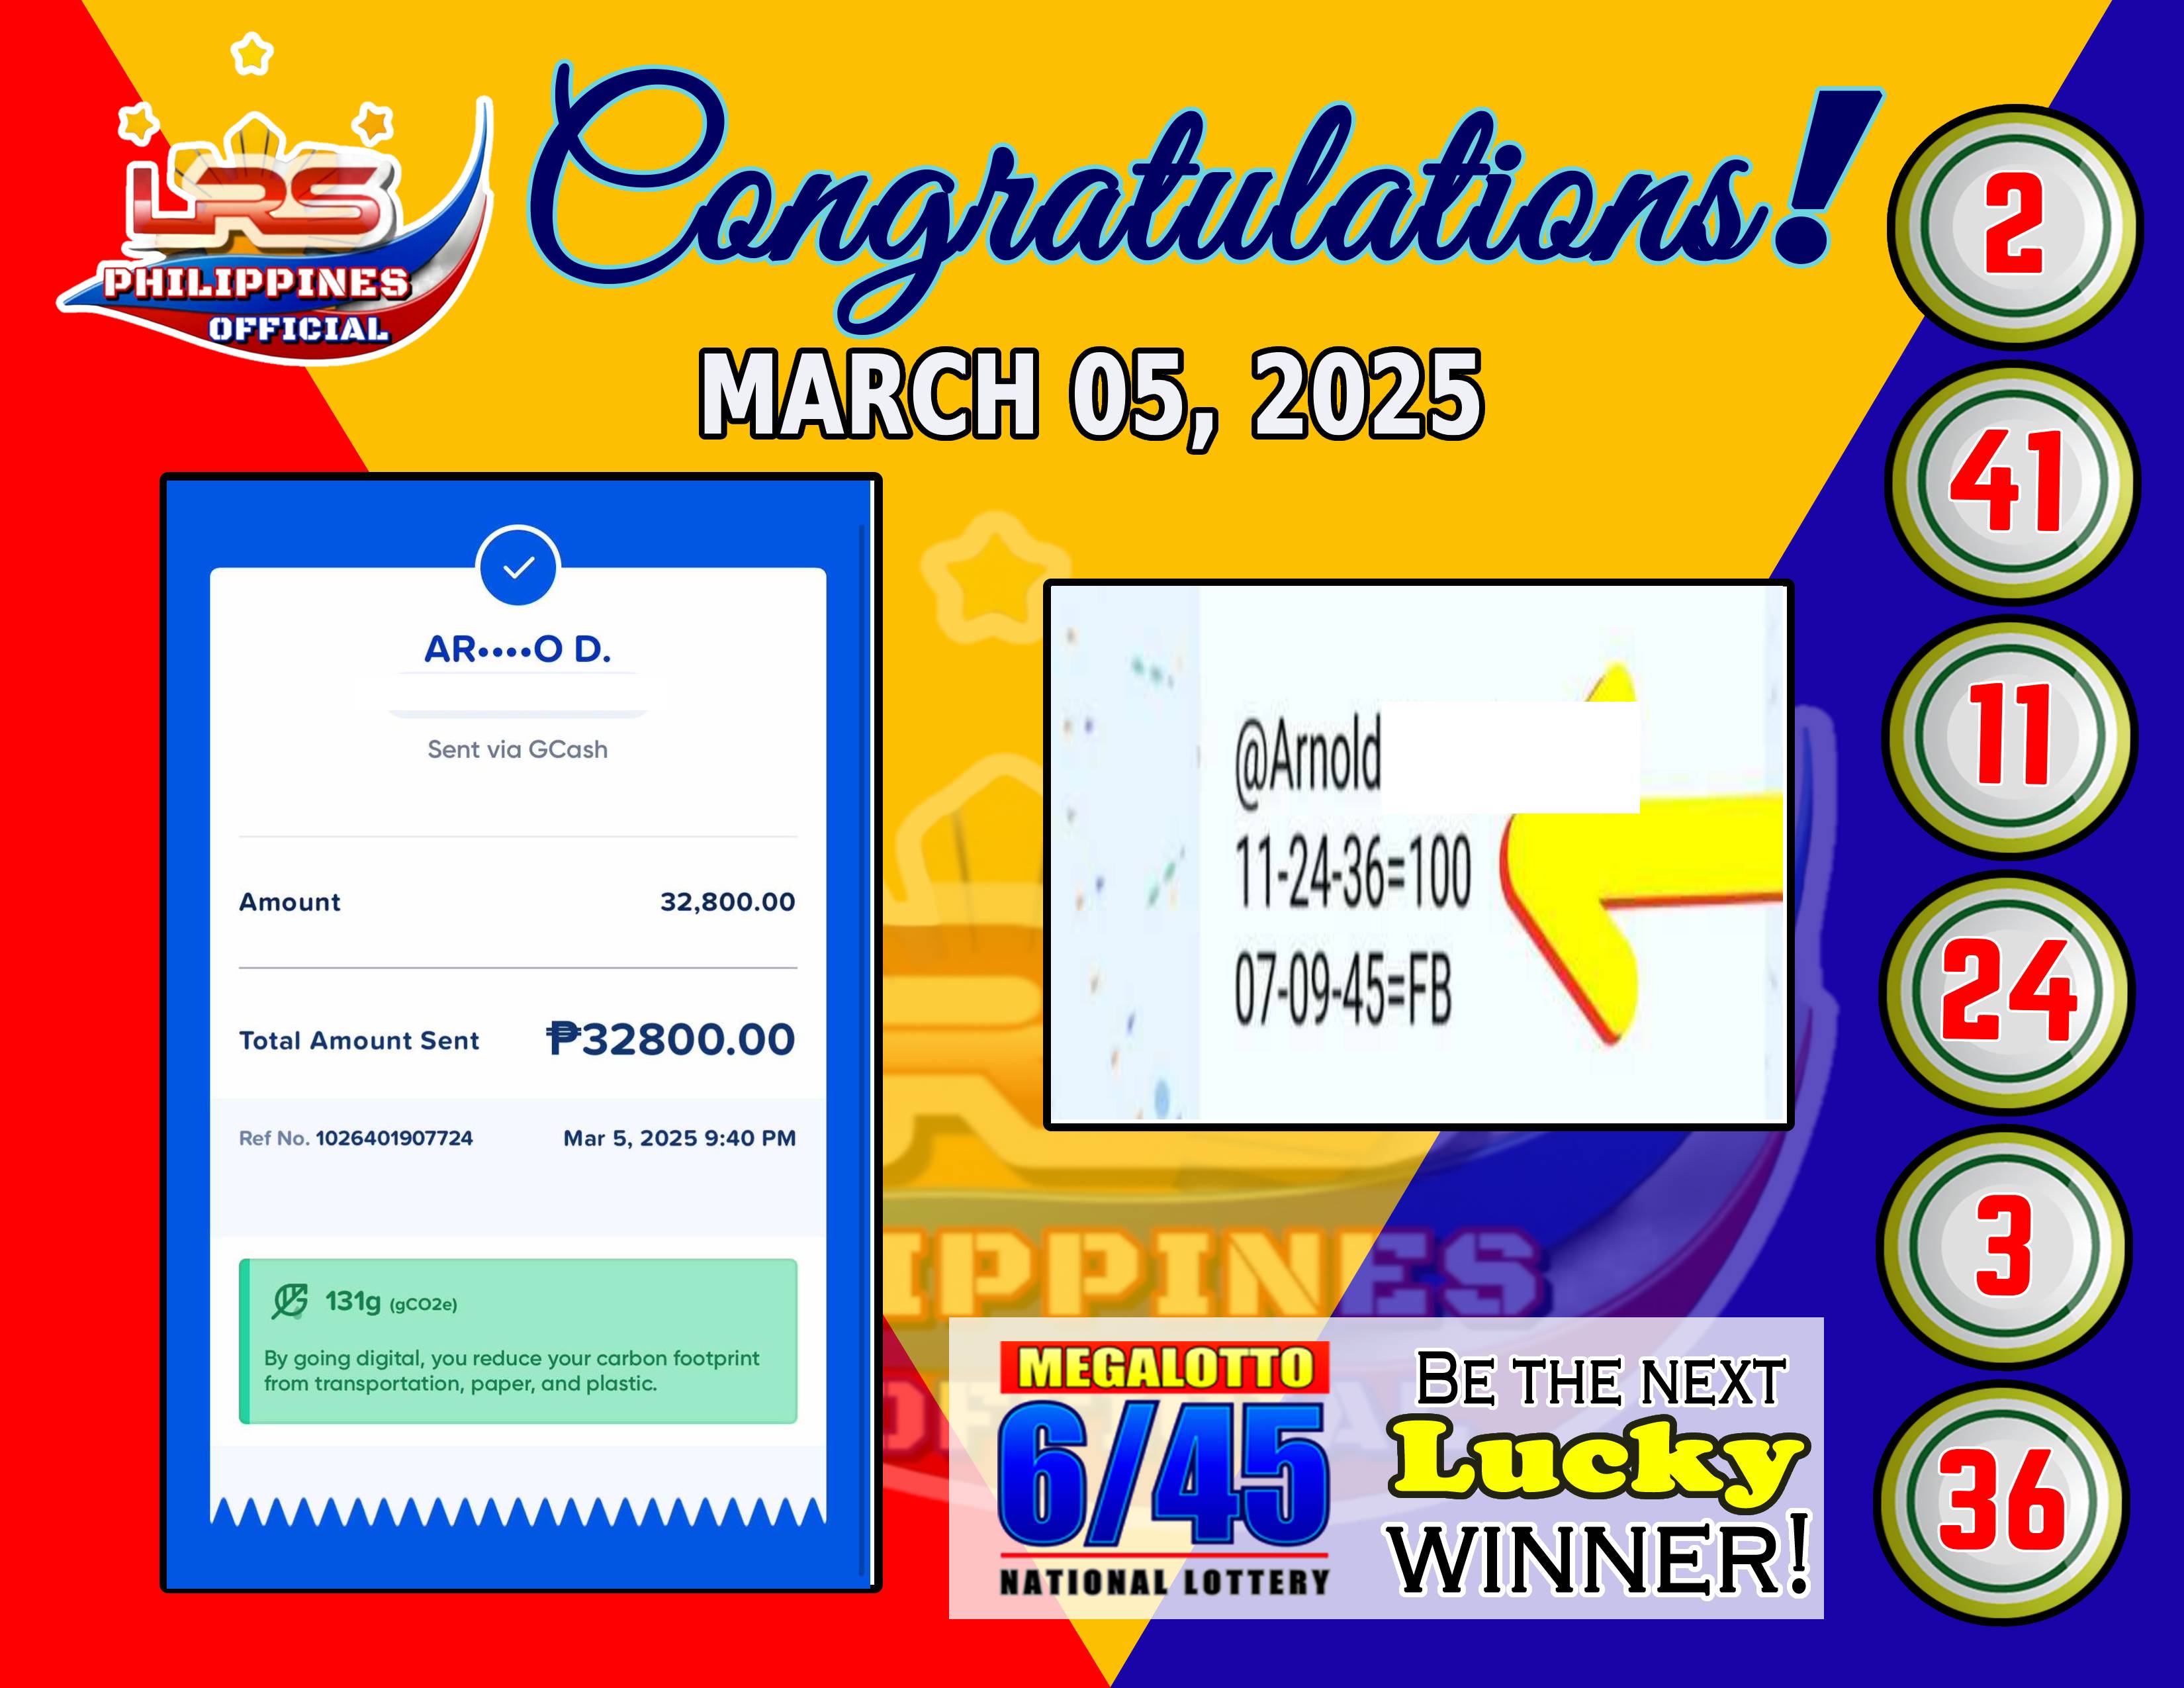 LRS
PHILIPPINES
OFFICIAL
Congratulations!
MARCH 05, 2025
AR••••O D.
Sent via GCash
Amount 32,800.00
Total Amount Sent ₱32800.00
Ref No. 1026401907724 Mar 5, 2025 9:40 PM
131g (gCO2e)
By going digital, you reduce your carbon footprint
from transportation, paper, and plastic.
@Arnold
11-24-36=100
07-09-45=FB
IPPINES
MEGALOTTO
6/45
NATIONAL LOTTERY
BE THE NEXT
Lucky
WINNER!
2
41
11
24
3
36